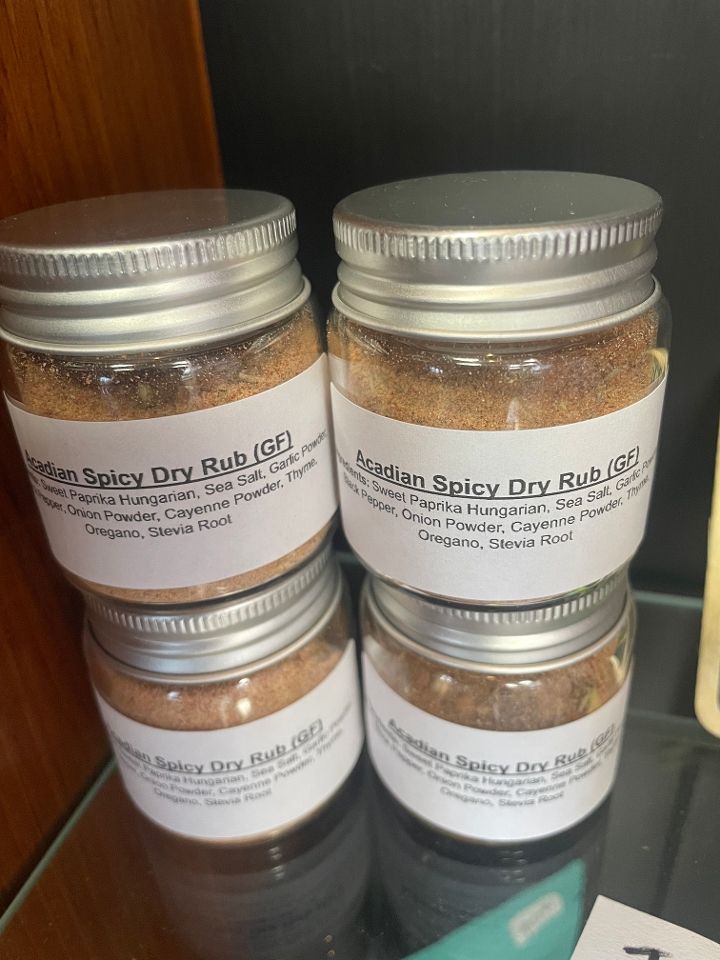 Acadian Spicy Dry Rub (GF)
Sweet Paprika Hungarian, Sea Salt, Garlic Powder,
Pepper, Onion Powder, Cayenne Powder, Thyme,
Oregano, Stevia Root
Acadian Spicy Dry Rub (GF)
Ingredients: Sweet Paprika Hungarian, Sea Salt, Garlic
Black Pepper, Onion Powder, Cayenne Powder, Thyme,
Oregano, Stevia Root
Acadian Spicy Dry Rub (GF)
Paprika Hungarian, Sea Salt, Garlic
Onion Powder, Cayenne Powder, Thyme,
Oregano, Stevia Root
Acadian Spicy Dry Rub (GF)
Sweet Paprika Hungarian, Sea Salt,
Pepper, Onion Powder, Cayenne Powder,
Oregano, Stevia Root